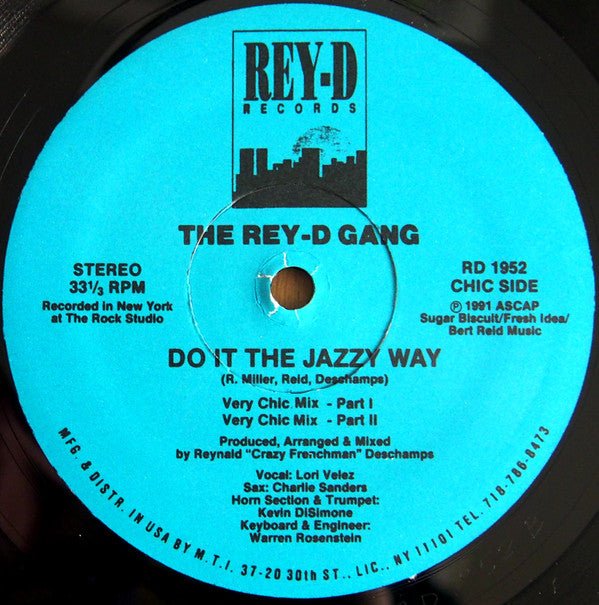 REY-D
RECORDS
THE REY-D GANG
STEREO
33⅓ RPM
Recorded in New York
at The Rock Studio
RD 1952
CHIC SIDE
℗ 1991 ASCAP
Sugar Biscuit/Fresh Idea/
Bert Reid Music
DO IT THE JAZZY WAY
(R. Miller, Reid, Deschamps)
Very Chic Mix - Part I
Very Chic Mix - Part II
Produced, Arranged & Mixed
by Reynald "Crazy Frenchman" Deschamps
Vocal: Lori Velez
Sax: Charlie Sanders
Horn Section & Trumpet:
Kevin DiSimone
Keyboard & Engineer:
Warren Rosenstein
MFG. & DISTR. IN USA BY M.T.I. 37-20 30th ST., LIC., NY 11101 TEL. 718-786-8473